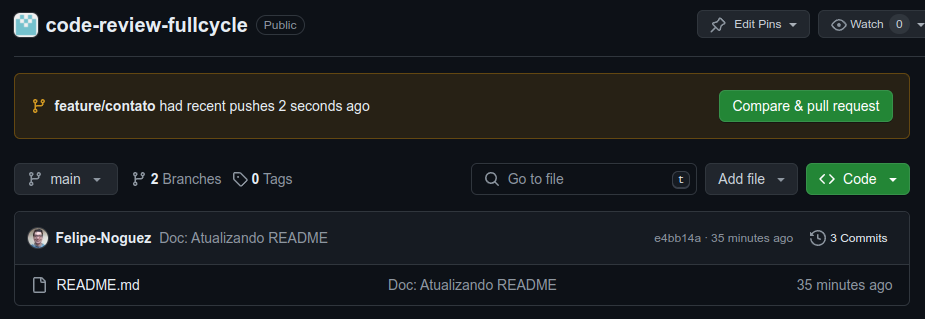 code-review-fullcycle Public Edit Pins Watch 0
feature/contato had recent pushes 2 seconds ago Compare & pull request
main 2 Branches 0 Tags Go to file t Add file Code
Felipe-Noguez Doc: Atualizando README e4bb14a · 35 minutes ago 3 Commits
README.md Doc: Atualizando README 35 minutes ago